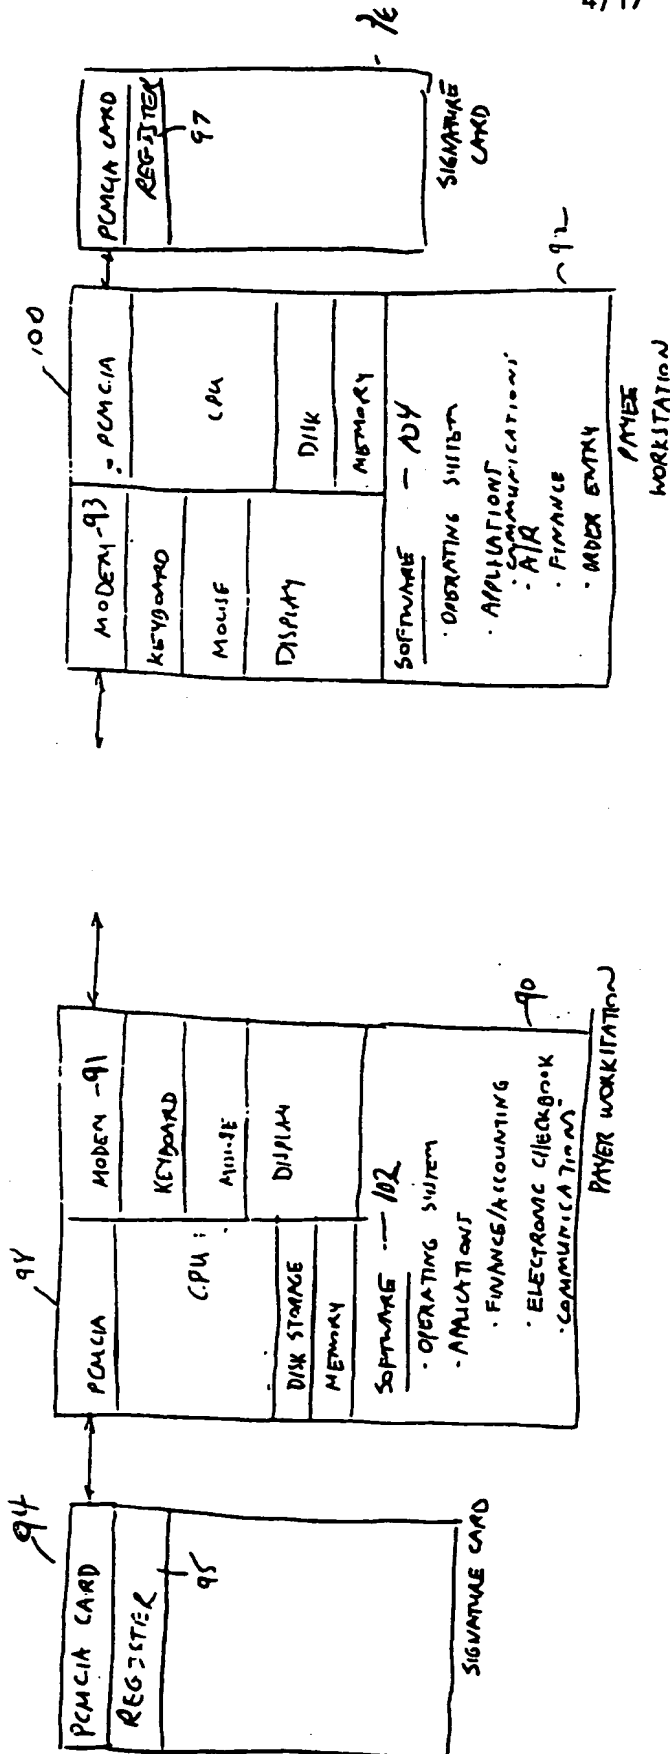 94
PCMCIA CARD
REGISTER
95
SIGNATURE CARD
98
PCMCIA
MODEM -91
CPU
KEYBOARD
MOUSE
DISK STORAGE
DISPLAY
MEMORY
SOFTWARE - 102
· OPERATING SYSTEM
· APPLICATIONS
· FINANCE/ACCOUNTING
· ELECTRONIC CHECKBOOK
· COMMUNICATIONS
90
PAYER WORKSTATION
100
MODEM -93
PCMCIA
KEYBOARD
CPU
MOUSE
DISPLAY
DISK
MEMORY
SOFTWARE - 104
· OPERATING SYSTEM
· APPLICATIONS
· COMMUNICATIONS
· A/R
· FINANCE
· ORDER ENTRY
92
PAYEE
WORKSTATION
PCMCIA CARD
REGISTER
97
SIGNATURE
CARD